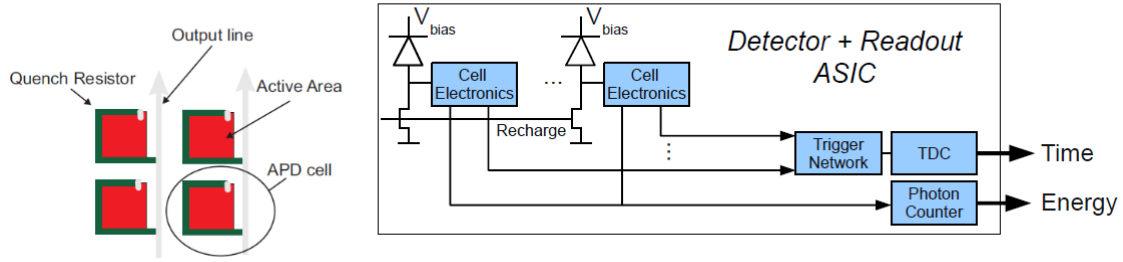 Output line
Quench Resistor
Active Area
APD cell
V bias
V bias
Detector + Readout
ASIC
Cell
Electronics
...
Cell
Electronics
Recharge
...
Trigger
Network
TDC
Time
Photon
Counter
Energy